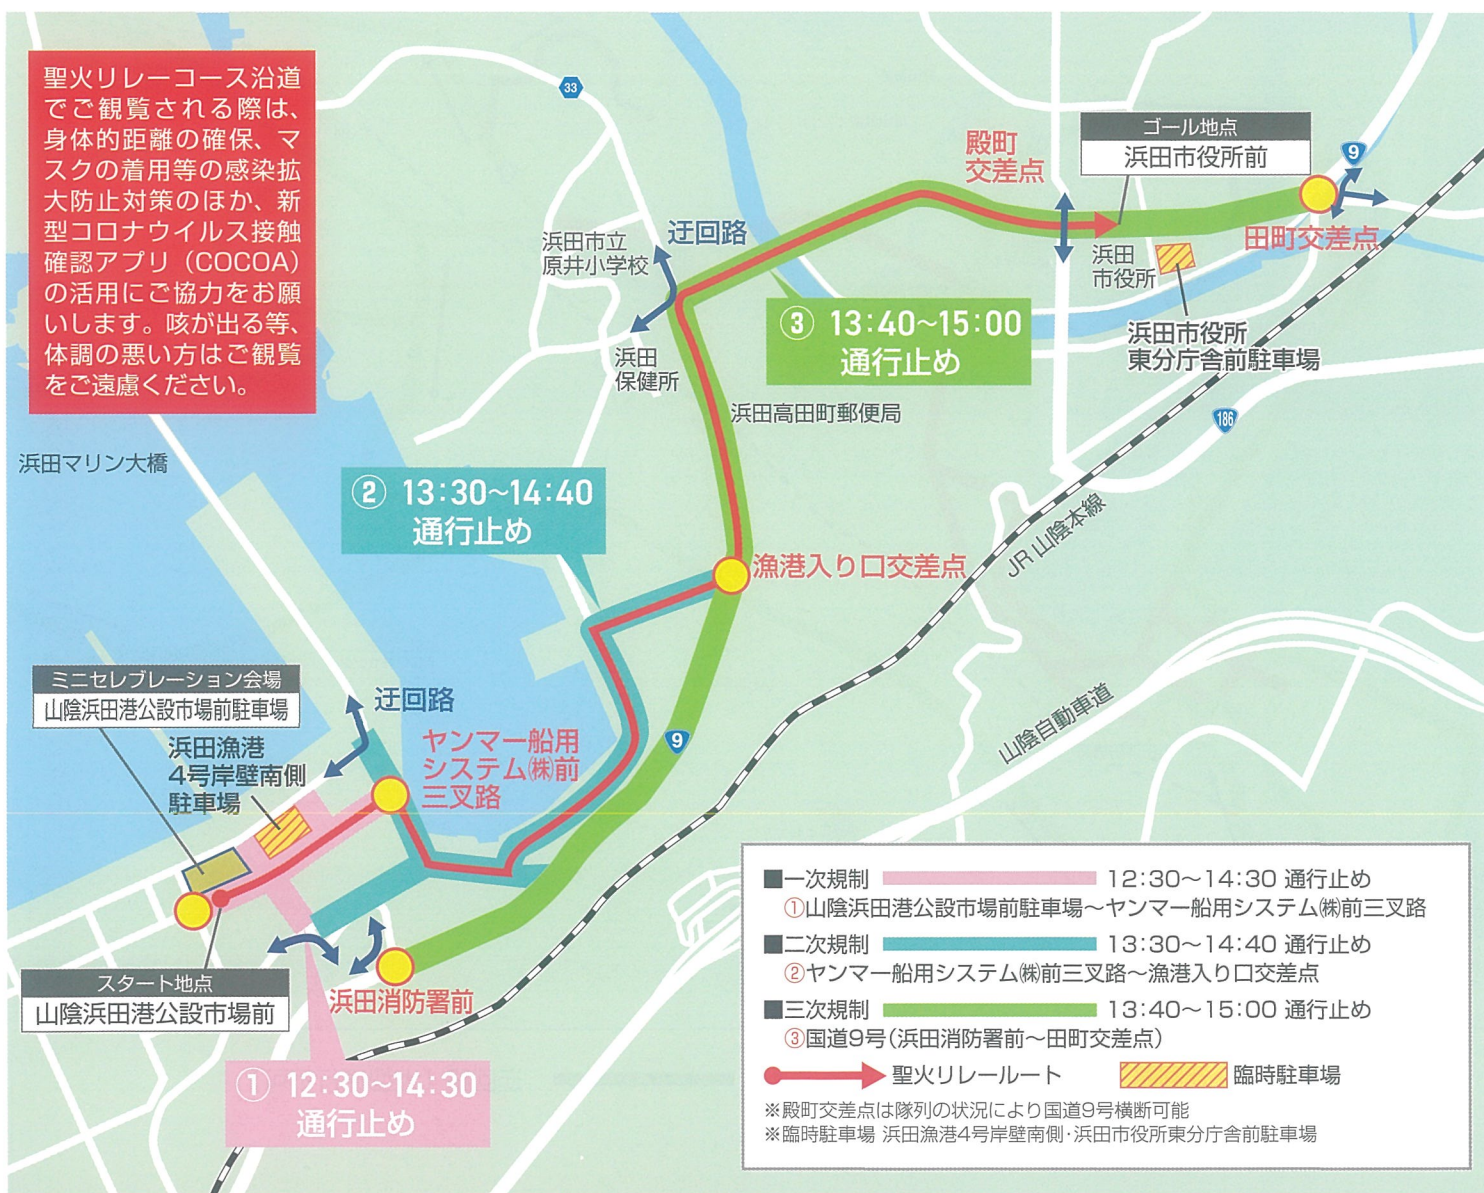 聖火リレーコース沿道
でご観覧される際は、
身体的距離の確保、マ
スクの着用等の感染拡
大防止対策のほか、新
型コロナウイルス接触
確認アプリ（COCOA）
の活用にご協力をお願
いします。咳が出る等、
体調の悪い方はご観覧
をご遠慮ください。
33
殿町
交差点
ゴール地点
浜田市役所前
9
田町交差点
浜田市立
原井小学校
迂回路
浜田
市役所
浜田
保健所
③ 13:40～15:00
通行止め
浜田市役所
東分庁舎前駐車場
浜田高田町郵便局
186
浜田マリン大橋
② 13:30～14:40
通行止め
漁港入り口交差点
JR 山陰本線
ミニセレブレーション会場
山陰浜田港公設市場前駐車場
迂回路
浜田漁港
4号岸壁南側
駐車場
ヤンマー船用
システム㈱前
三叉路
9
山陰自動車道
スタート地点
山陰浜田港公設市場前
浜田消防署前
① 12:30～14:30
通行止め
■一次規制 12:30～14:30 通行止め
①山陰浜田港公設市場前駐車場～ヤンマー船用システム㈱前三叉路
■二次規制 13:30～14:40 通行止め
②ヤンマー船用システム㈱前三叉路～漁港入り口交差点
■三次規制 13:40～15:00 通行止め
③国道9号（浜田消防署前～田町交差点）
聖火リレールート 臨時駐車場
※殿町交差点は隊列の状況により国道9号横断可能
※臨時駐車場 浜田漁港4号岸壁南側・浜田市役所東分庁舎前駐車場